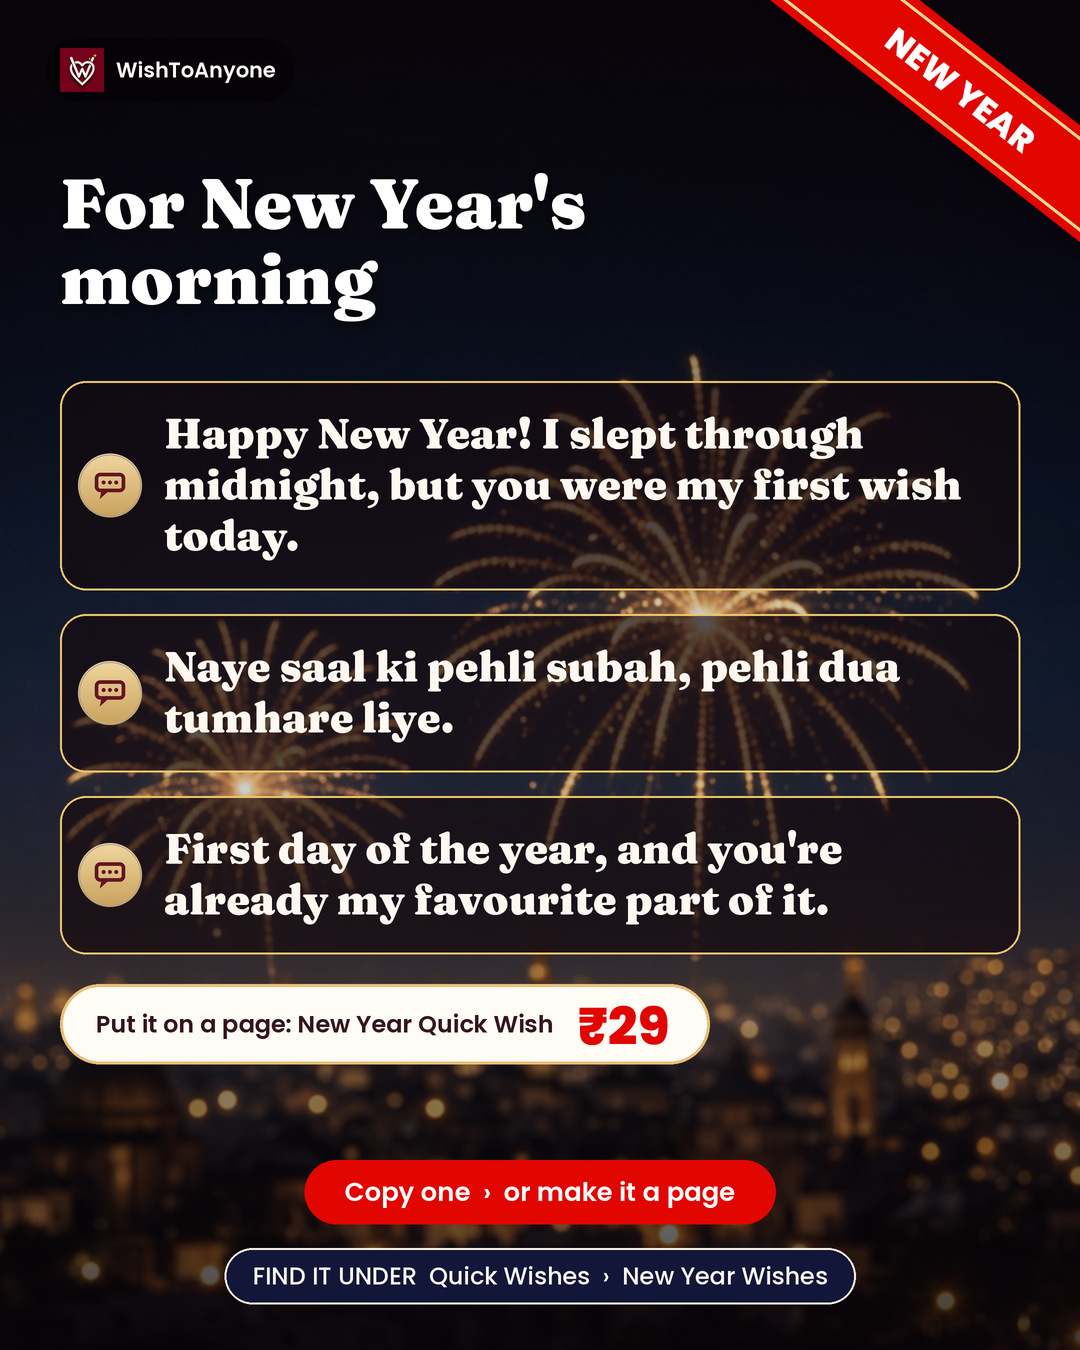 WishToAnyone
NEW YEAR
For New Year's
morning
Happy New Year! I slept through
midnight, but you were my first wish
today.
Naye saal ki pehli subah, pehli dua
tumhare liye.
First day of the year, and you're
already my favourite part of it.
Put it on a page: New Year Quick Wish ₹29
Copy one › or make it a page
FIND IT UNDER Quick Wishes › New Year Wishes